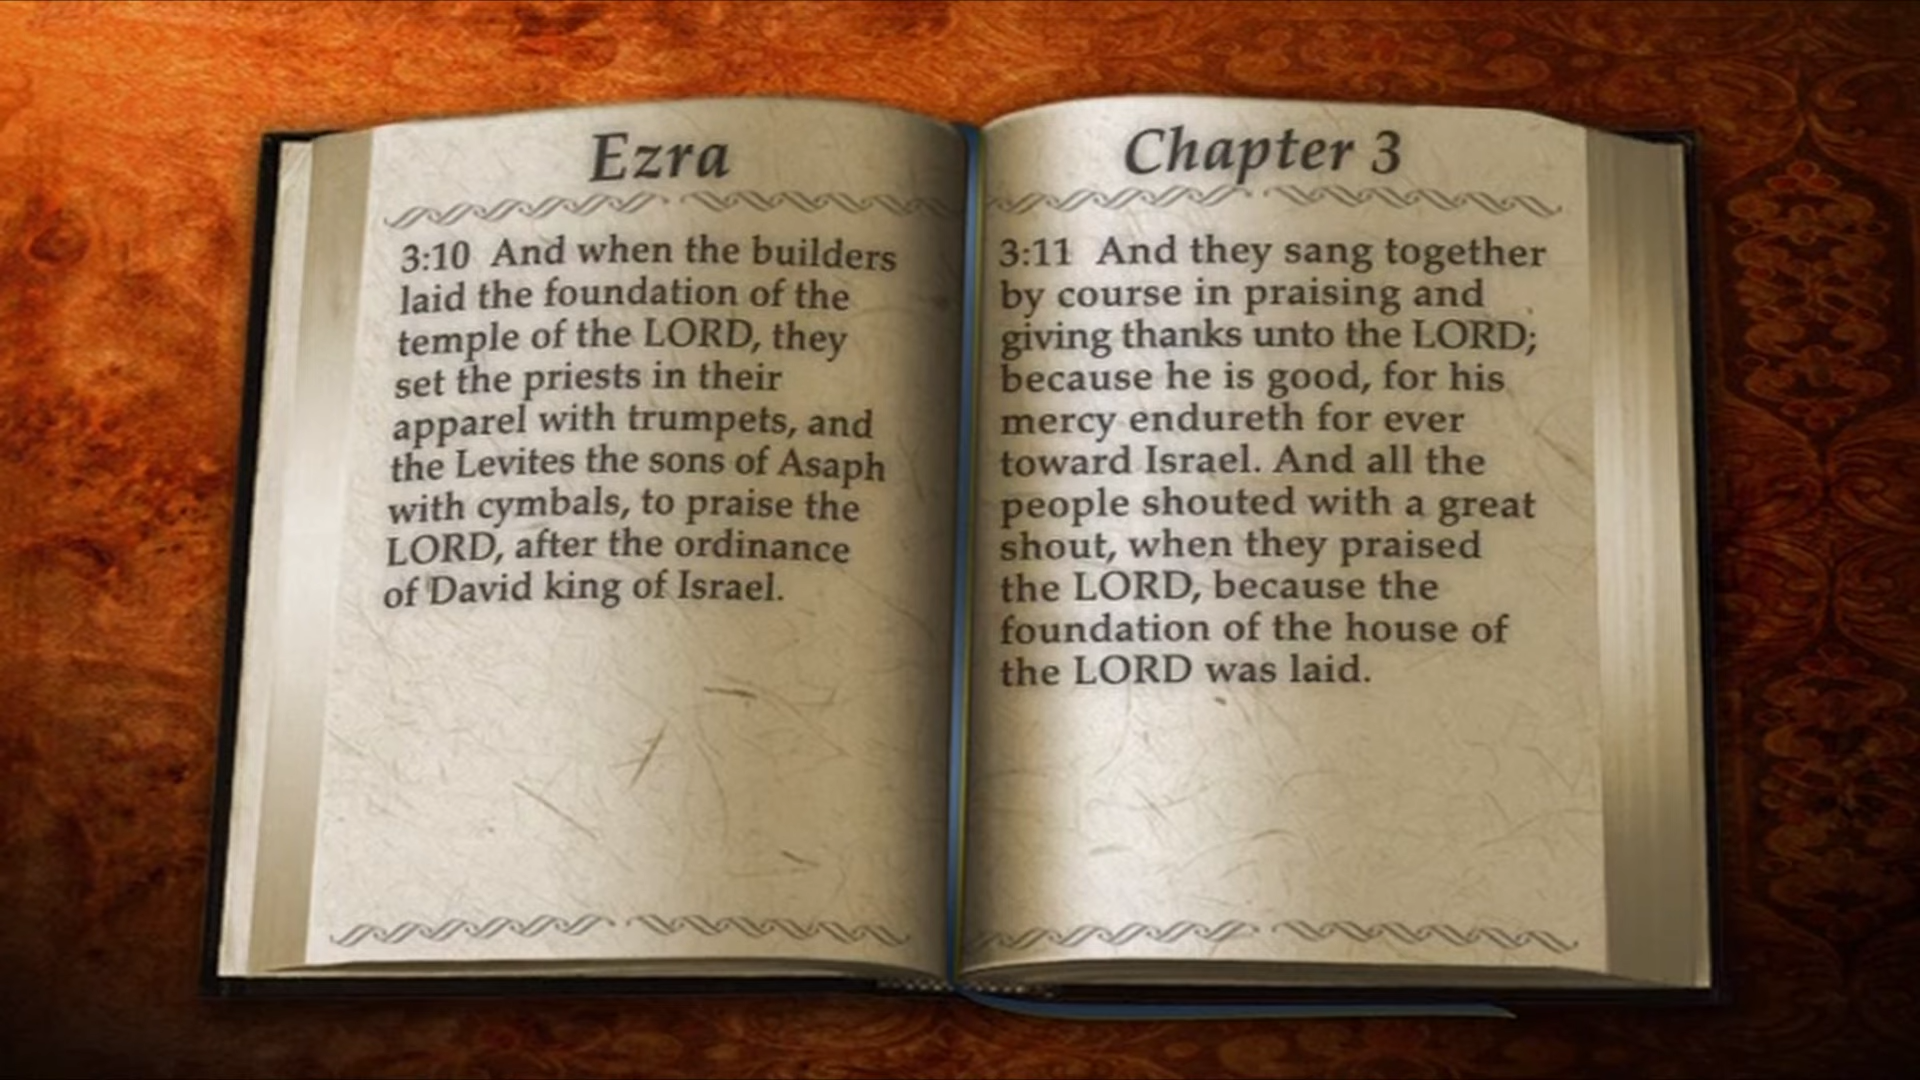 Ezra
3:10 And when the builders
laid the foundation of the
temple of the LORD, they
set the priests in their
apparel with trumpets, and
the Levites the sons of Asaph
with cymbals, to praise the
LORD, after the ordinance
of David king of Israel.
Chapter 3
3:11 And they sang together
by course in praising and
giving thanks unto the LORD;
because he is good, for his
mercy endureth for ever
toward Israel. And all the
people shouted with a great
shout, when they praised
the LORD, because the
foundation of the house of
the LORD was laid.